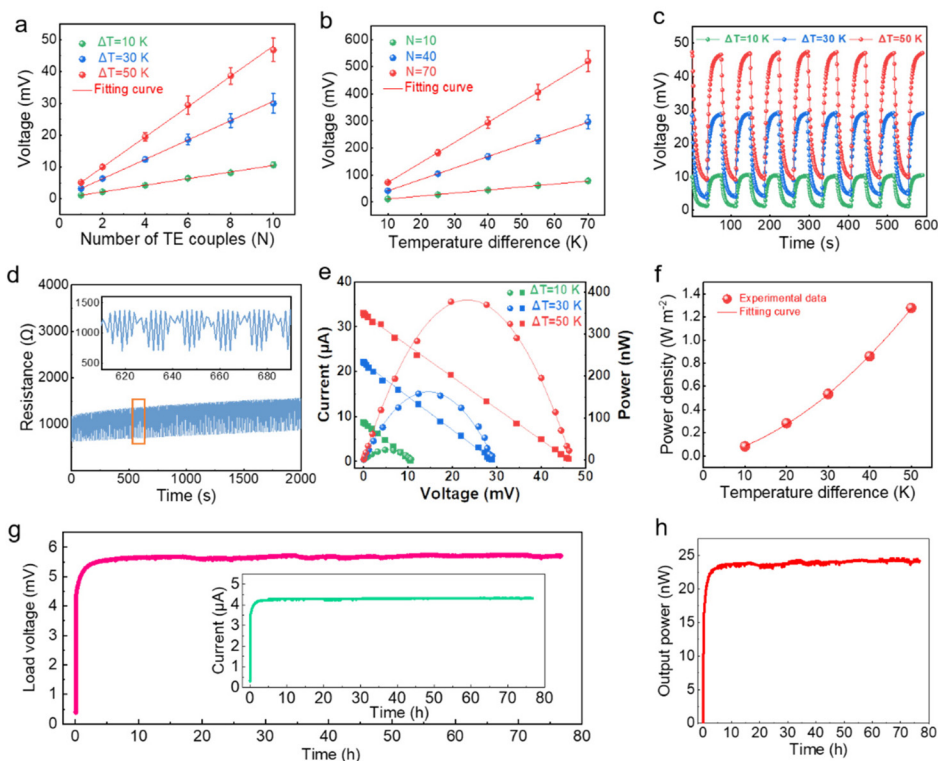 a
ΔT=10 K
ΔT=30 K
ΔT=50 K
Fitting curve
Voltage (mV)
50
40
30
20
10
0
0 2 4 6 8 10
Number of TE couples (N)
b
N=10
N=40
N=70
Fitting curve
Voltage (mV)
600
500
400
300
200
100
0
10 20 30 40 50 60 70
Temperature difference (K)
c
ΔT=10 K ΔT=30 K ΔT=50 K
Voltage (mV)
50
40
30
20
10
0
100 200 300 400 500 600
Time (s)
d
Resistance (Ω)
4000
3000
2000
1000
0 500 1000 1500 2000
Time (s)
1500
1000
500
620 640 660 680
e
ΔT=10 K
ΔT=30 K
ΔT=50 K
Current (μA)
40
30
20
10
0
Power (nW)
400
300
200
100
0
0 10 20 30 40 50
Voltage (mV)
f
Experimental data
Fitting curve
Power density (W m-2)
1.4
1.2
1.0
0.8
0.6
0.4
0.2
0.0
0 10 20 30 40 50
Temperature difference (K)
g
Load voltage (mV)
6
5
4
3
2
1
0
0 10 20 30 40 50 60 70 80
Time (h)
Current (μA)
5
4
3
2
1
0
0 10 20 30 40 50 60 70 80
Time (h)
h
Output power (nW)
25
20
15
10
5
0
0 10 20 30 40 50 60 70 80
Time (h)